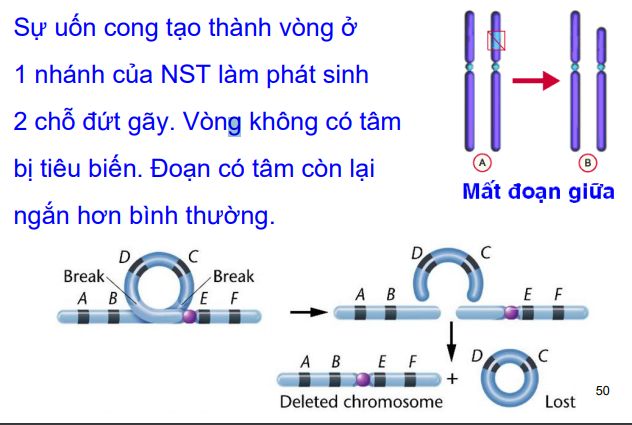 Sự uốn cong tạo thành vòng ở
1 nhánh của NST làm phát sinh
2 chỗ đứt gãy. Vòng không có tâm
bị tiêu biến. Đoạn có tâm còn lại
ngắn hơn bình thường.
A B
Mất đoạn giữa
D C
Break Break
A B E F
D C
A B E F
A B E F + D C
Deleted chromosome Lost
50